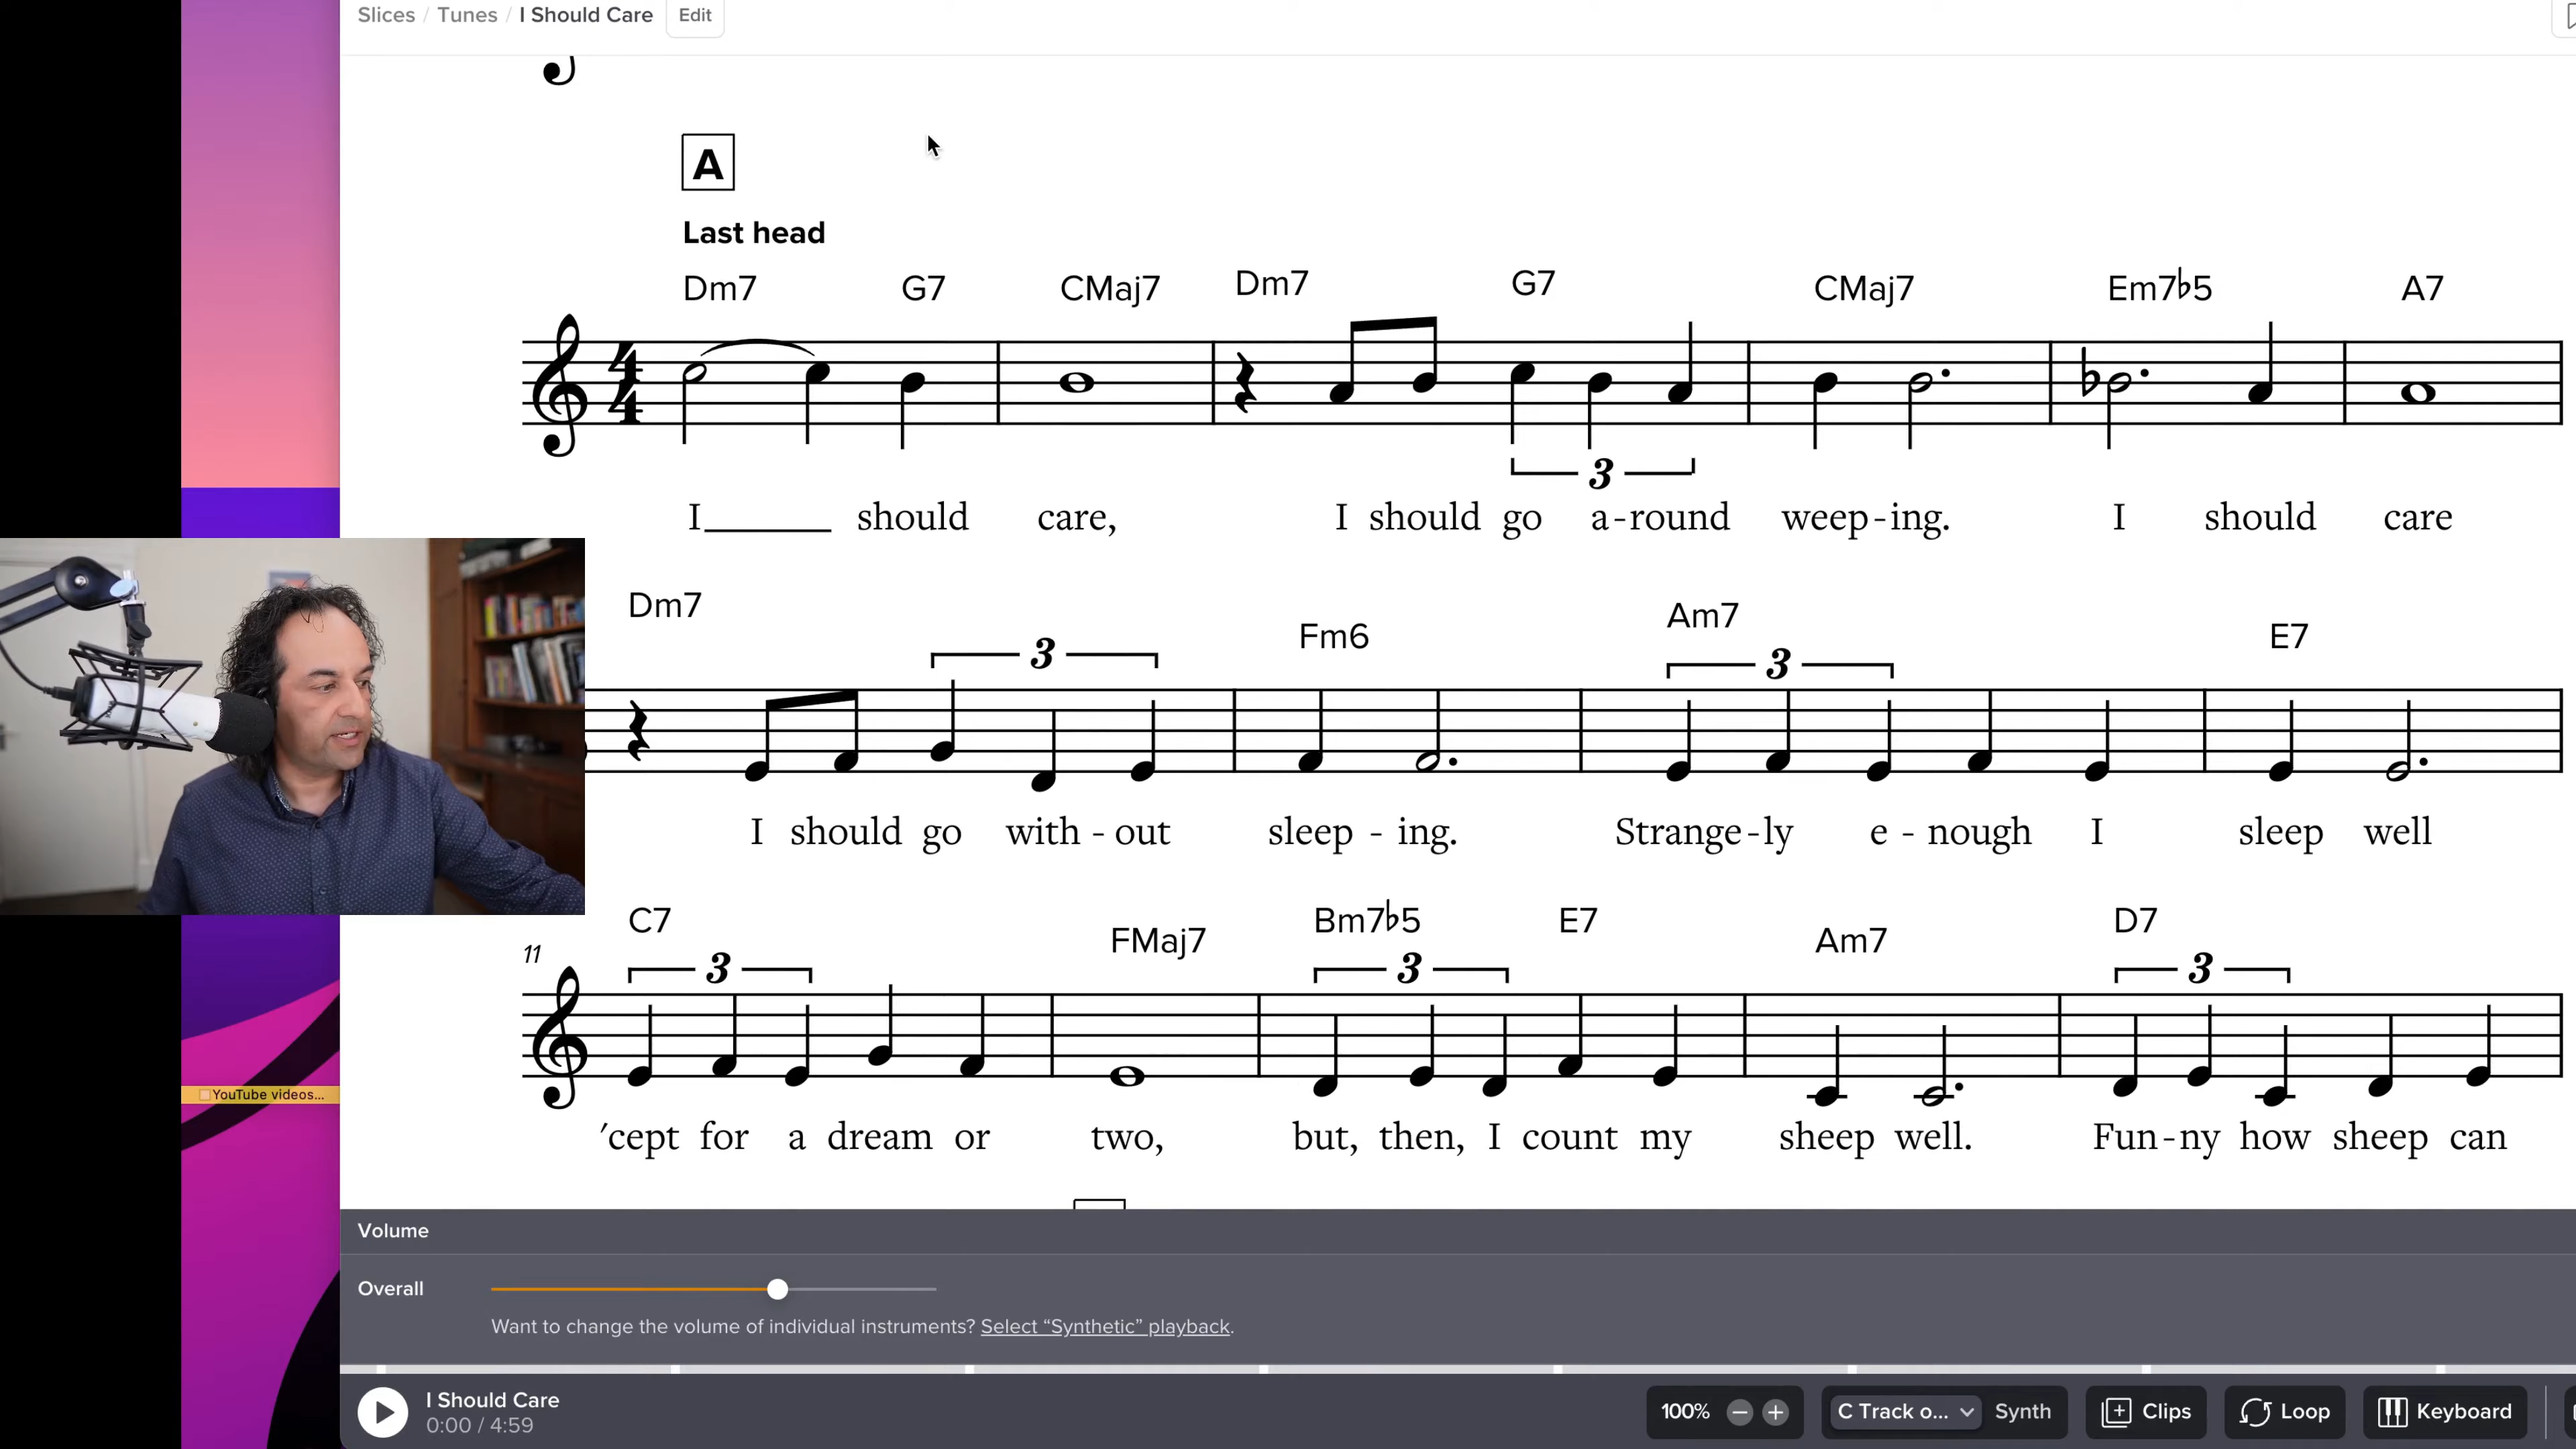 Slices / Tunes / I Should Care Edit
A
Last head
Dm7 G7 CMaj7 Dm7 G7 CMaj7 Em7♭5 A7
3
I______ should care, I should go a-round weep-ing. I should care
Dm7 Fm6 Am7 E7
3 3
I should go with-out sleep-ing. Strange-ly e-nough I sleep well
C7 FMaj7 Bm7♭5 E7 Am7 D7
11 3 3 3
'cept for a dream or two, but, then, I count my sheep well. Fun-ny how sheep can
YouTube videos...
Volume
Overall
Want to change the volume of individual instruments? Select “Synthetic” playback.
I Should Care
0:00 / 4:59
100% C Track o... Synth Clips Loop Keyboard